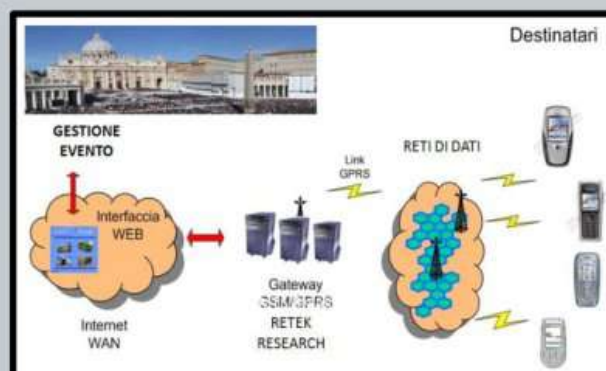 Destinatari
GESTIONE
EVENTO
RETI DI DATI
Link
GPRS
Interfaccia
WEB
Gateway
GSM/GPRS
RETEK
RESEARCH
Internet
WAN